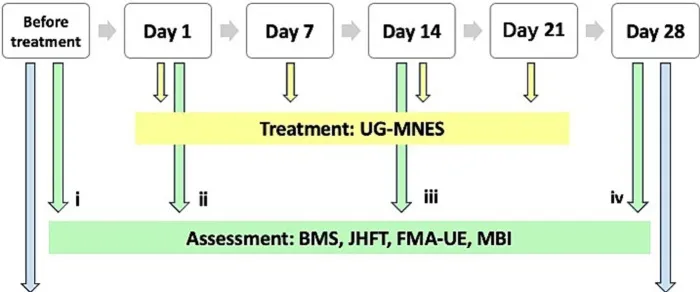 Before
treatment
Day 1
Day 7
Day 14
Day 21
Day 28
Treatment: UG-MNES
i
ii
iii
iv
Assessment: BMS, JHFT, FMA-UE, MBI